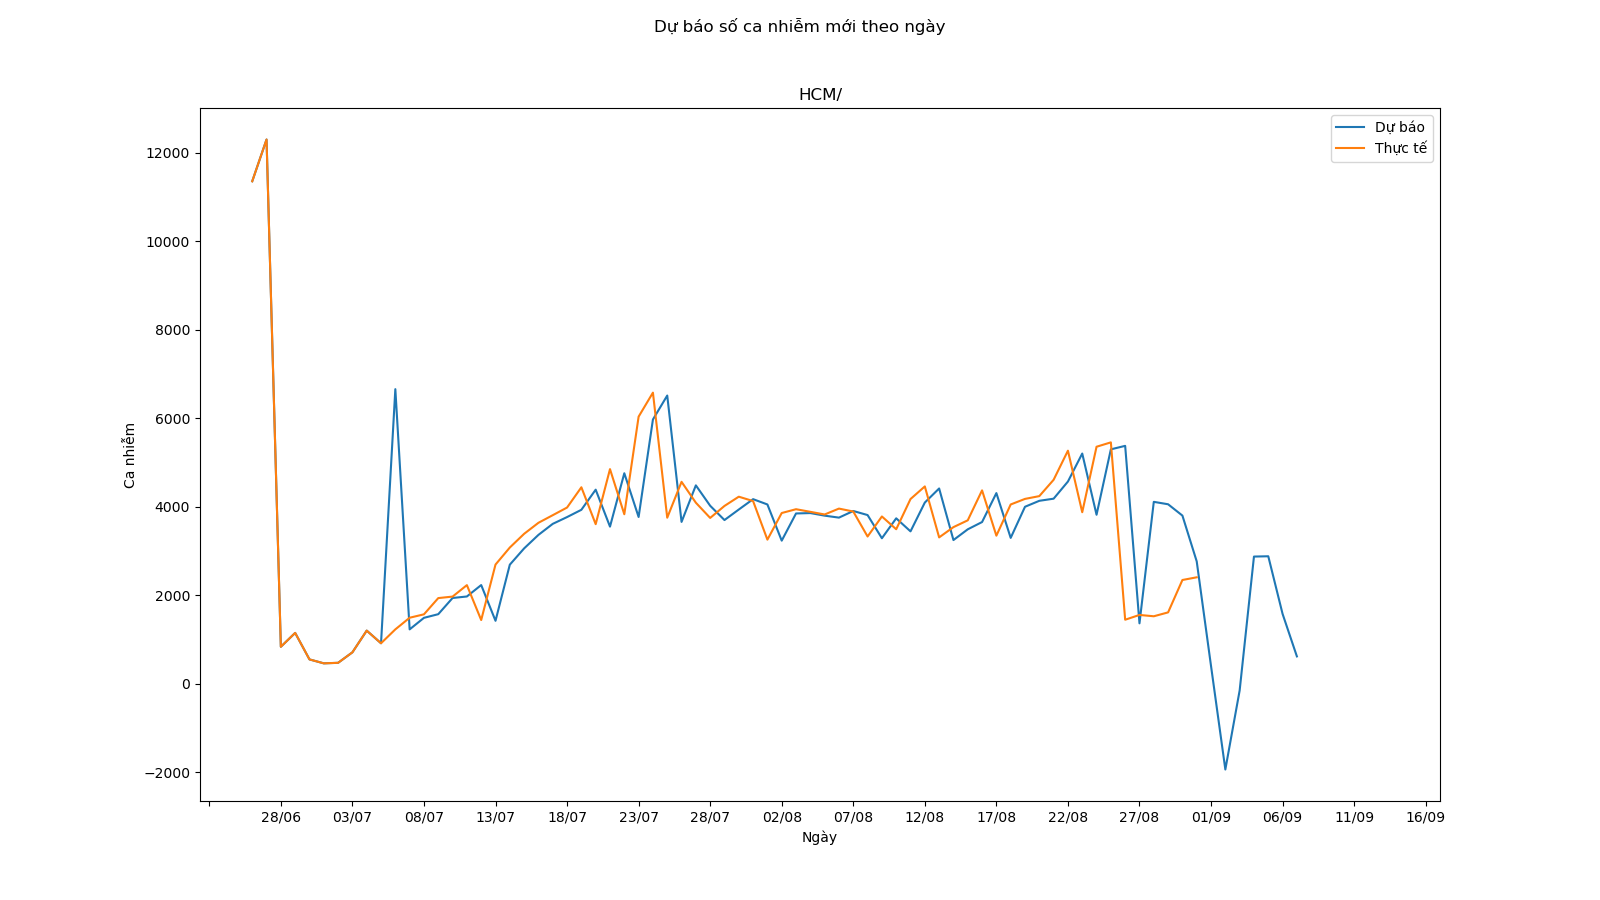 Dự báo số ca nhiễm mới theo ngày
HCM/
Dự báo
Thực tế
12000
10000
8000
6000
4000
2000
0
−2000
Ca nhiễm
28/06 03/07 08/07 13/07 18/07 23/07 28/07 02/08 07/08 12/08 17/08 22/08 27/08 01/09 06/09 11/09 16/09
Ngày